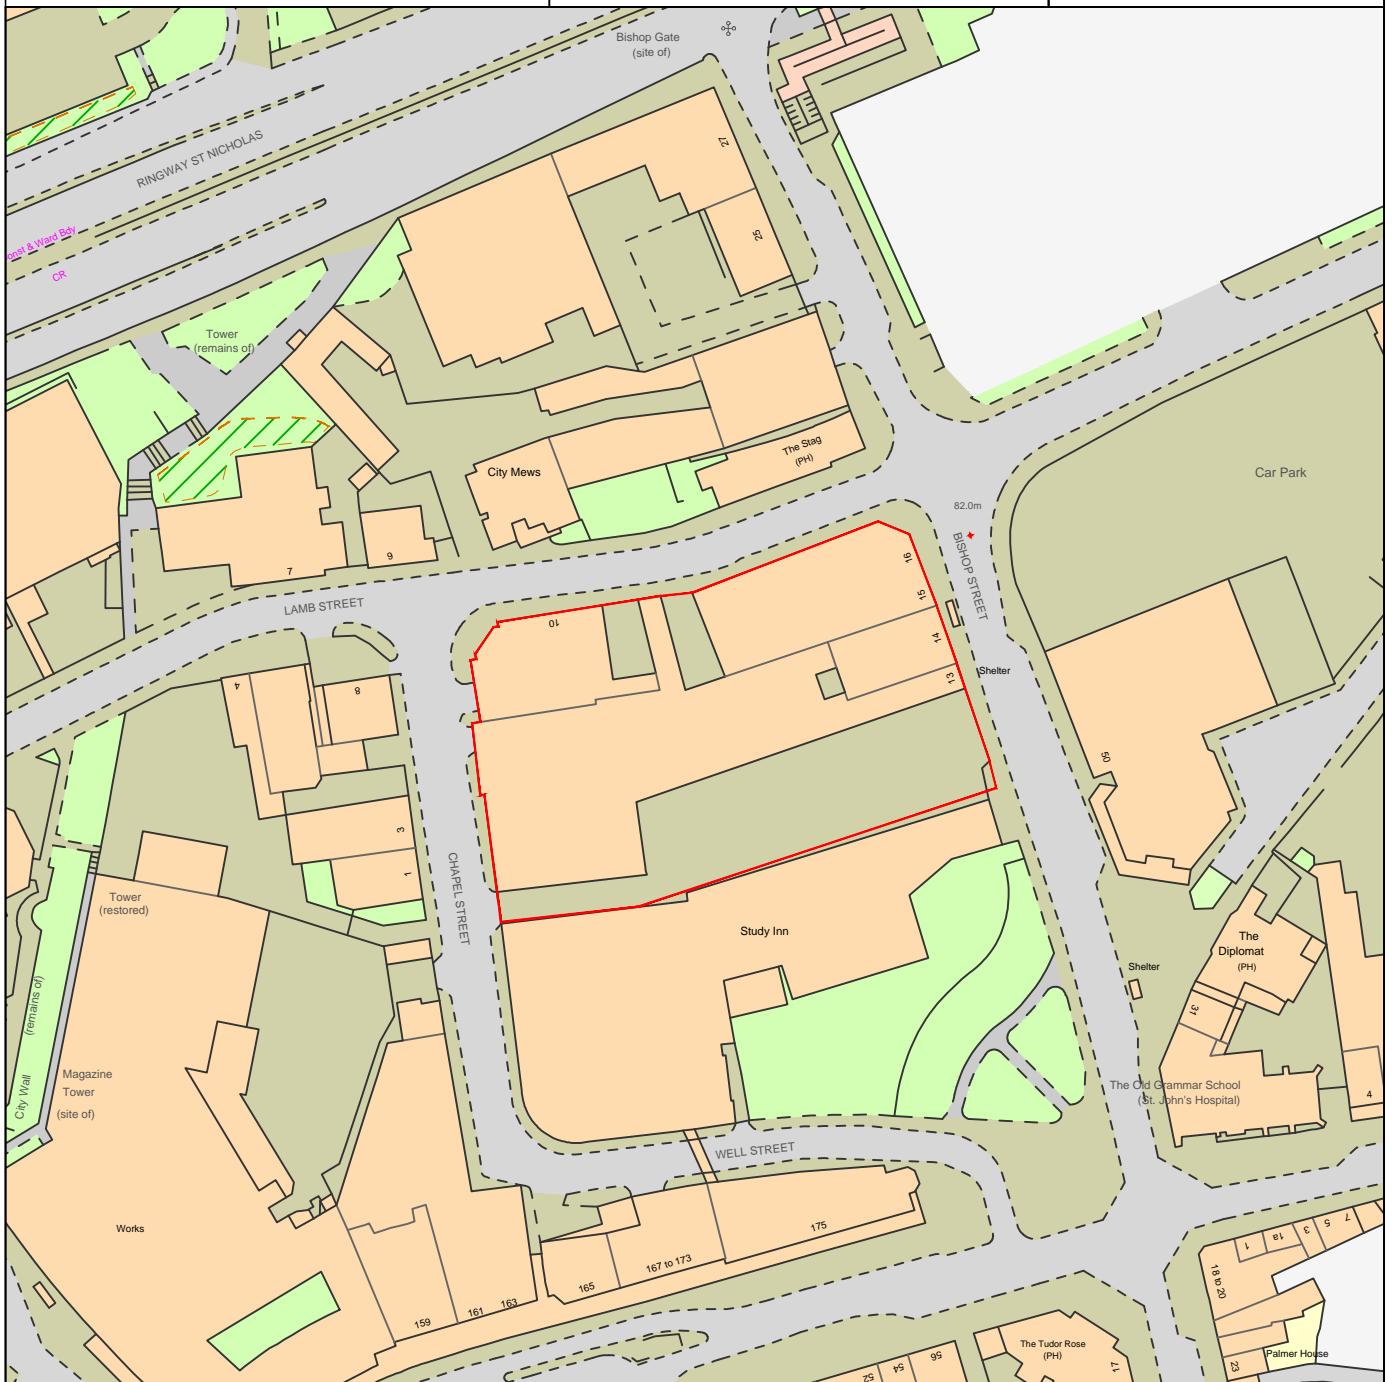 Bishop Gate
(site of)
RINGWAY ST NICHOLAS
27
onst & Ward Bdy
25
CR
Tower
(remains of)
The Stag
(PH)
City Mews
Car Park
82.0m
BISHOP STREET
9
7
16
15
LAMB STREET
10
14
Shelter
13
4
8
50
3
CHAPEL STREET
1
Tower
(restored)
Study Inn
The
Diplomat
(PH)
Shelter
City Wall
(remains of)
31
Magazine
Tower
(site of)
The Old Grammar School
(St. John's Hospital)
4
WELL STREET
Works
175
167 to 173
165
163
161
159
1
1a
3
5
7
18 to 20
The Tudor Rose
(PH)
17
Palmer House
23
56
54
52